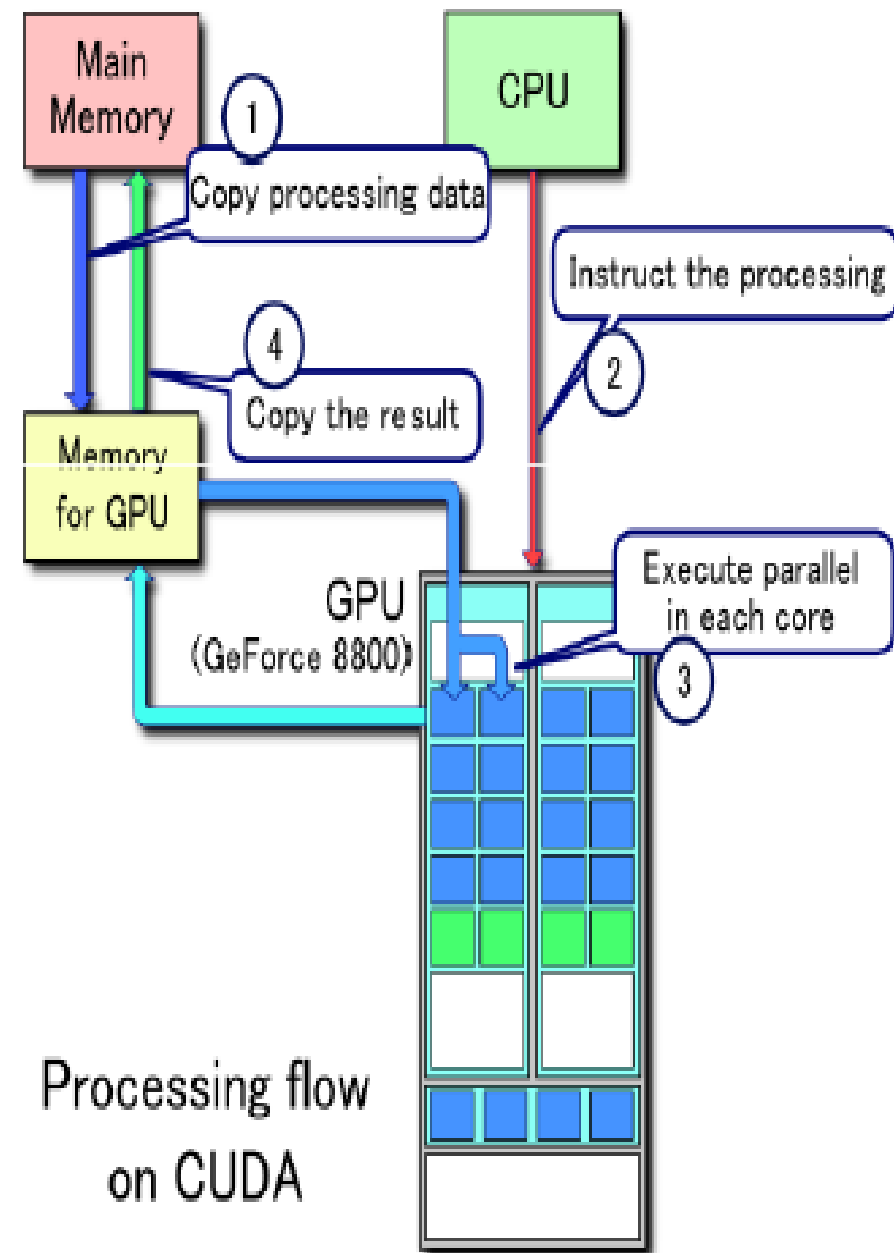 Main
Memory
CPU
1
Copy processing data
Instruct the processing
2
4
Copy the result
Memory
for GPU
GPU
(GeForce 8800)
Execute parallel
in each core
3
Processing flow
on CUDA